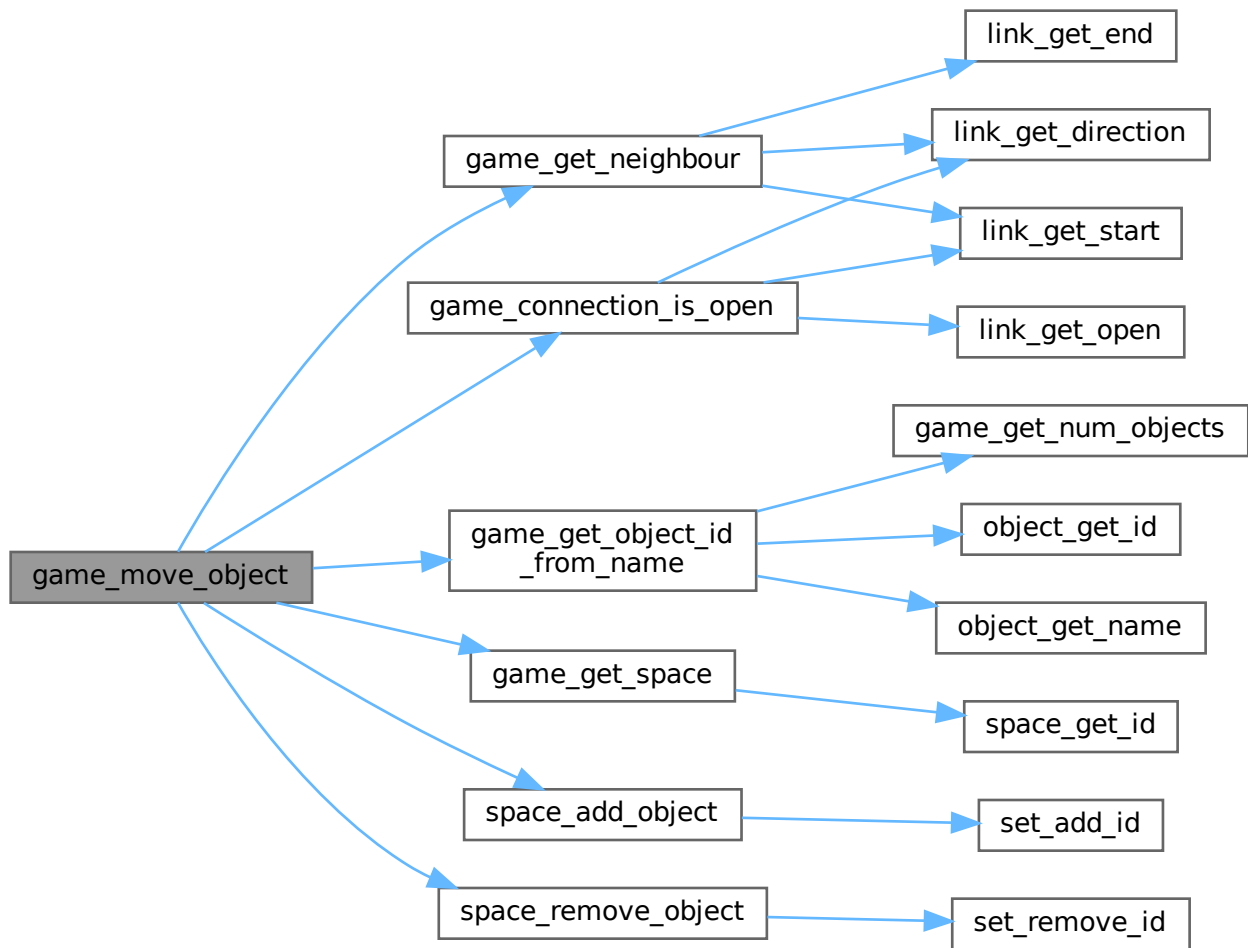 game_move_object
game_get_neighbour
game_connection_is_open
game_get_object_id
_from_name
game_get_space
space_add_object
space_remove_object
link_get_end
link_get_direction
link_get_start
link_get_open
game_get_num_objects
object_get_id
object_get_name
space_get_id
set_add_id
set_remove_id